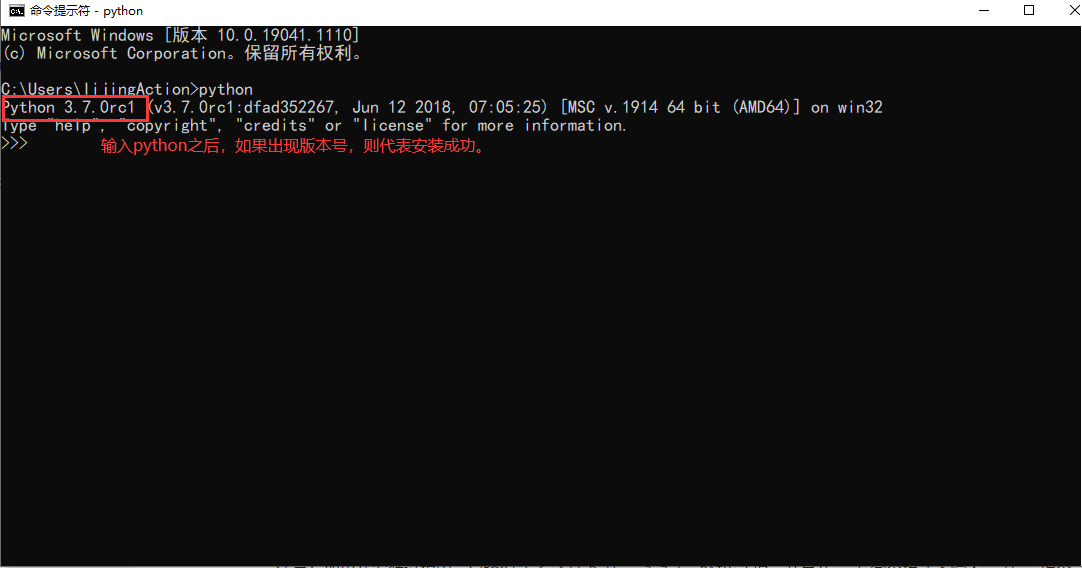 命令提示符 - python
Microsoft Windows [版本 10.0.19041.1110]
(c) Microsoft Corporation。保留所有权利。
C:\Users\lijingAction>python
Python 3.7.0rc1 (v3.7.0rc1:dfad352267, Jun 12 2018, 07:05:25) [MSC v.1914 64 bit (AMD64)] on win32
Type "help", "copyright", "credits" or "license" for more information.
>>>
输入python之后，如果出现版本号，则代表安装成功。